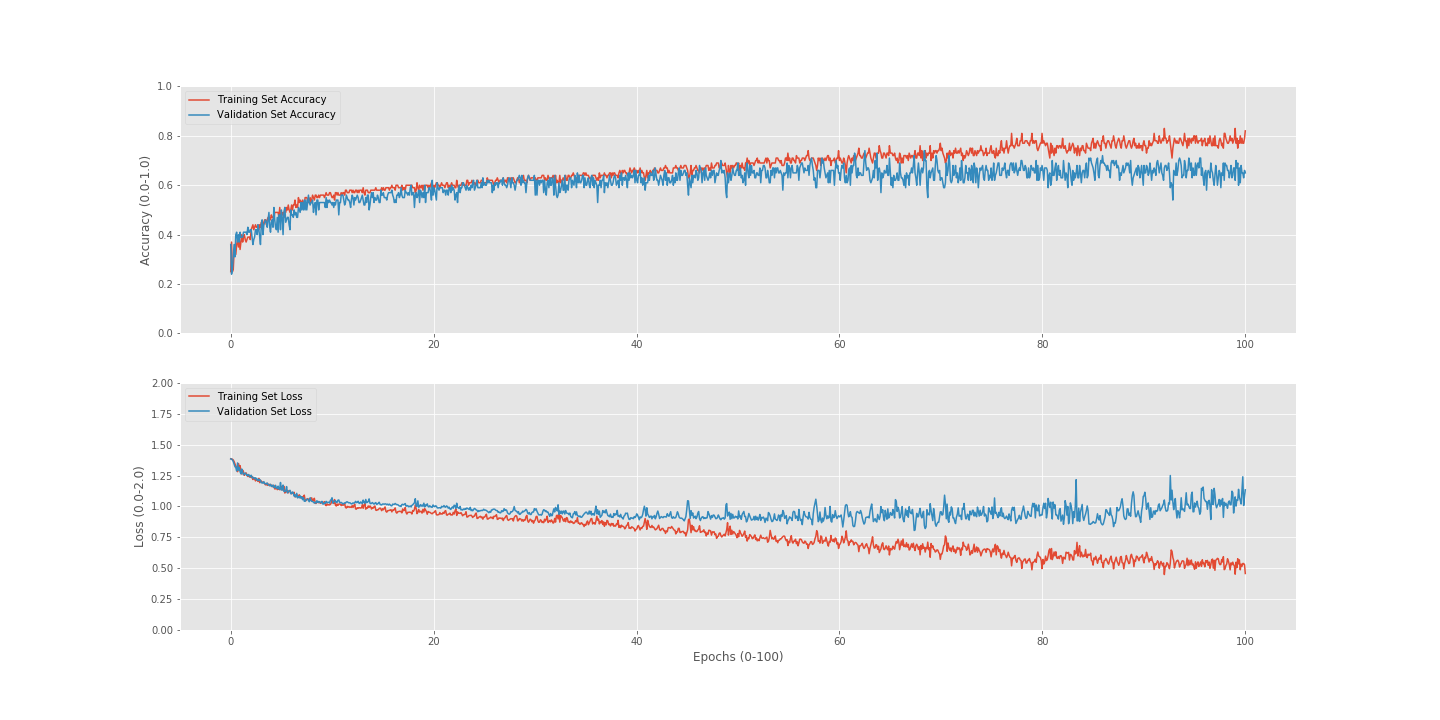 1.0
0.8
0.6
0.4
0.2
0.0
Accuracy (0.0-1.0)
Training Set Accuracy
Validation Set Accuracy
0 20 40 60 80 100
2.00
1.75
1.50
1.25
1.00
0.75
0.50
0.25
0.00
Loss (0.0-2.0)
Training Set Loss
Validation Set Loss
0 20 40 60 80 100
Epochs (0-100)